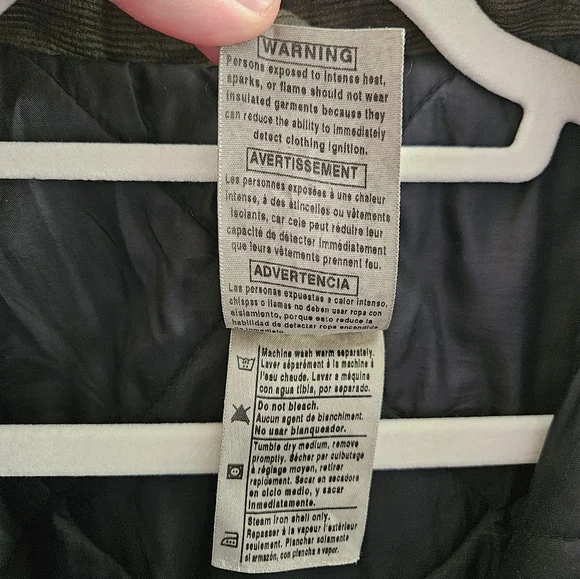 WARNING
Persons exposed to intense heat,
sparks, or flame should not wear
insulated garments because they
can reduce the ability to immediately
detect clothing ignition.
AVERTISSEMENT
Les personnes exposées à une chaleur
intense, à des étincelles ou vêtements
isolants, car cela peut réduire leur
capacité de détecter immédiatement
que leurs vêtements prennent feu.
ADVERTENCIA
Las personas expuestas a calor intenso,
chispas o llamas no deben usar ropa con
aislamiento, porque esto reduce la
habilidad de detectar ropa encendida
de inmediato.
Machine wash warm separately.
Laver séparément à la machine à
l'eau chaude. Lavar a máquina
con agua tibia, por separado.
Do not bleach.
Aucun agent de blanchiment.
No usar blanqueador.
Tumble dry medium, remove
promptly. Sécher par culbutage
à réglage moyen, retirer
rapidement. Secar en secadora
en ciclo medio, y sacar
inmediatamente.
Steam iron shell only.
Repasser à la vapeur l'extérieur
seulement. Planchar solamente
el armazón, con plancha a vapor.